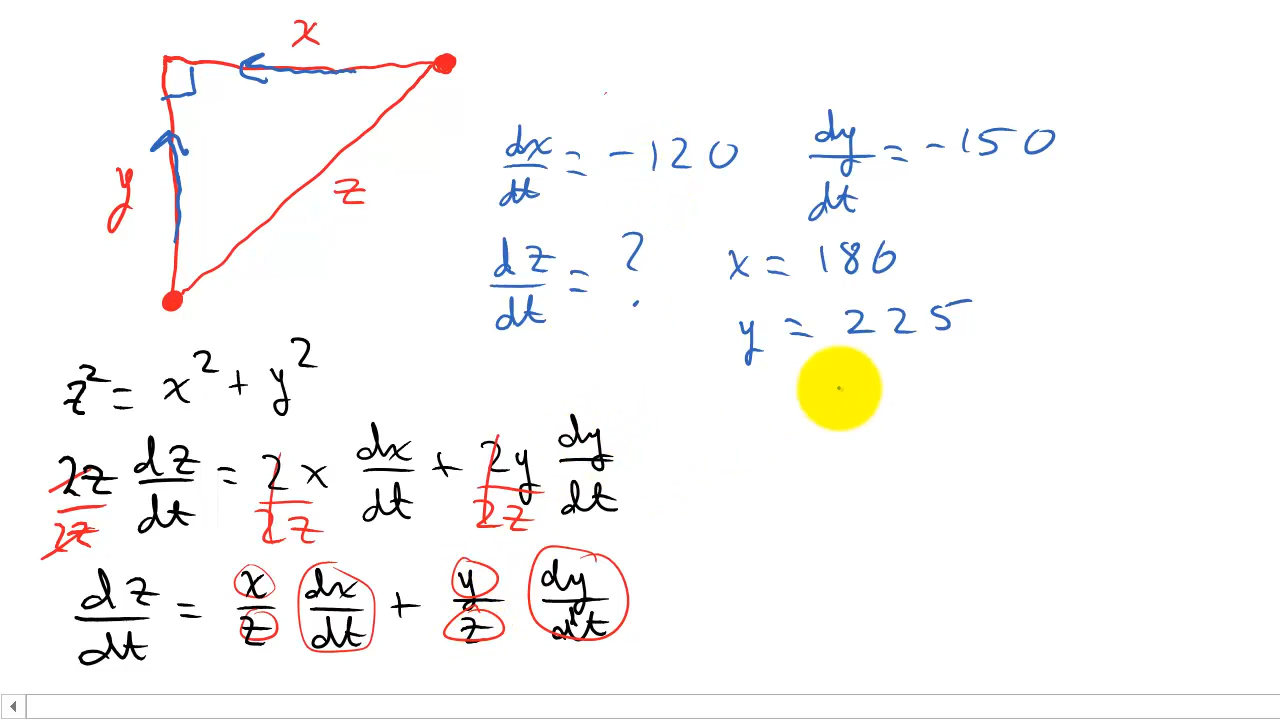 x
y
z
dx/dt = -120
dy/dt = -150
dz/dt = ?
x = 180
y = 225
z² = x² + y²
2z/2z dz/dt = 2x/2z dx/dt + 2y/2z dy/dt
dz/dt = x/z dx/dt + y/z dy/dt